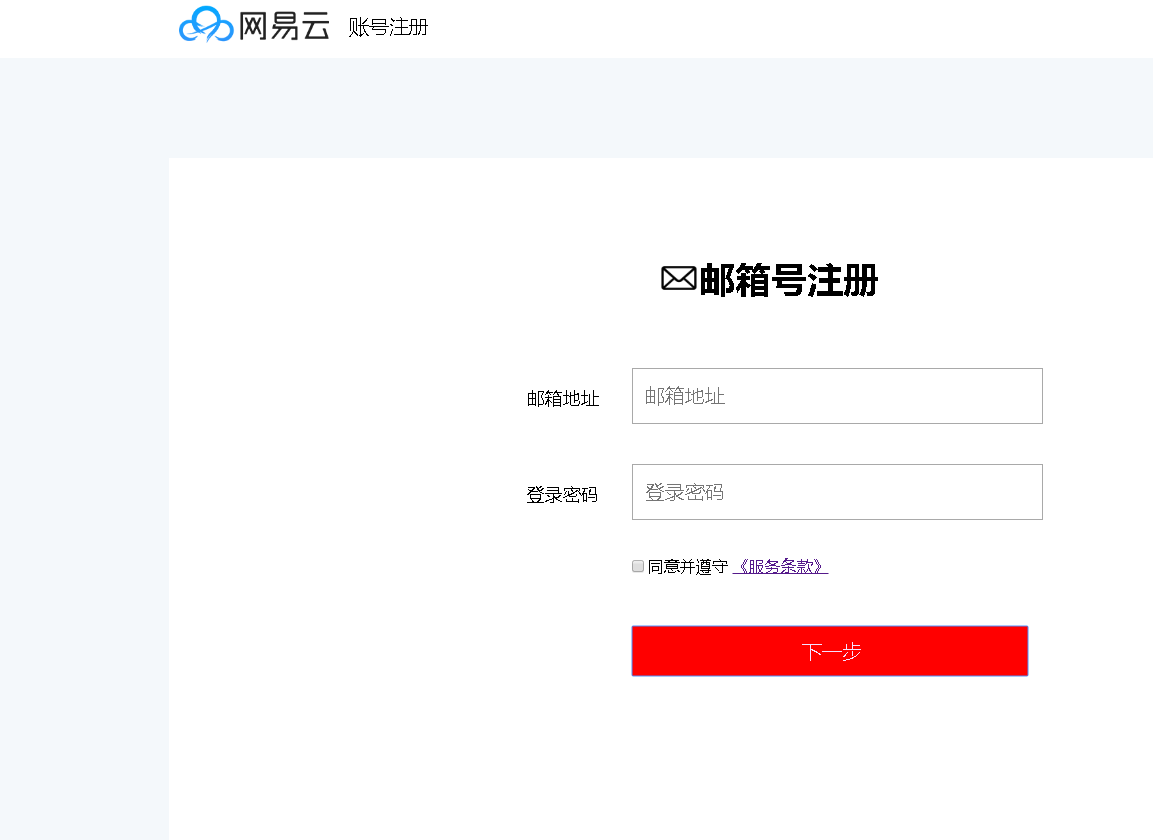 网易云 账号注册
邮箱号注册
邮箱地址 邮箱地址
登录密码 登录密码
同意并遵守 《服务条款》
下一步